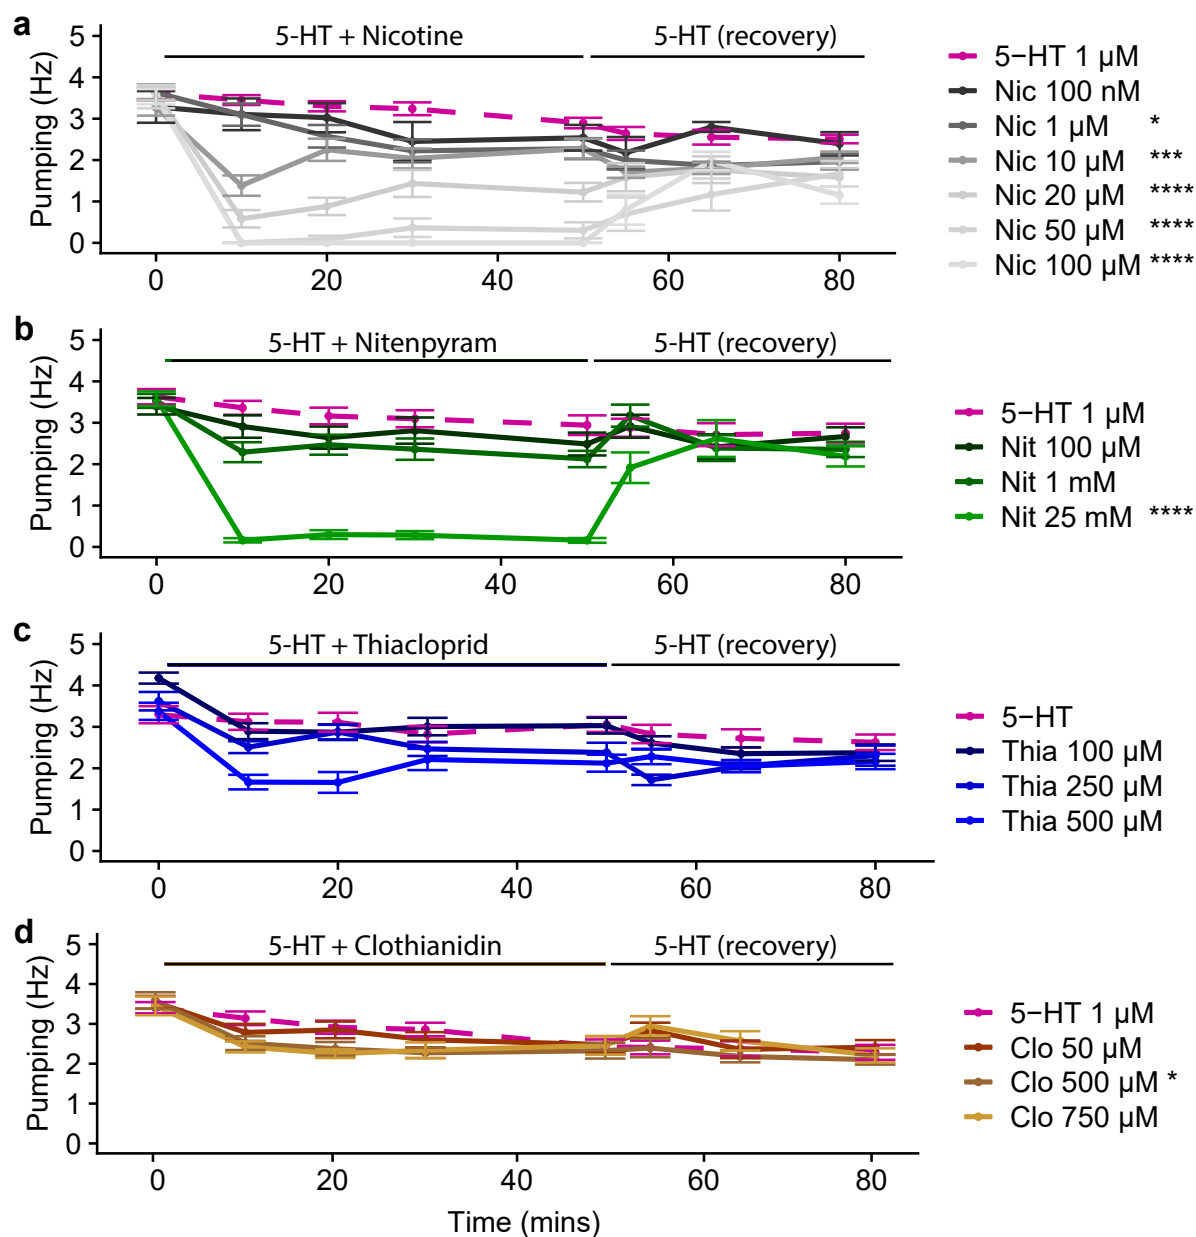 a
5-HT + Nicotine
5-HT (recovery)
Pumping (Hz)
5
4
3
2
1
0
0 20 40 60 80
5−HT 1 µM
Nic 100 nM
Nic 1 µM *
Nic 10 µM ***
Nic 20 µM ****
Nic 50 µM ****
Nic 100 µM ****
b
5-HT + Nitenpyram
5-HT (recovery)
Pumping (Hz)
5
4
3
2
1
0
0 20 40 60 80
5−HT 1 µM
Nit 100 µM
Nit 1 mM
Nit 25 mM ****
c
5-HT + Thiacloprid
5-HT (recovery)
Pumping (Hz)
5
4
3
2
1
0
0 20 40 60 80
5−HT
Thia 100 µM
Thia 250 µM
Thia 500 µM
d
5-HT + Clothianidin
5-HT (recovery)
Pumping (Hz)
5
4
3
2
1
0
0 20 40 60 80
Time (mins)
5−HT 1 µM
Clo 50 µM
Clo 500 µM *
Clo 750 µM